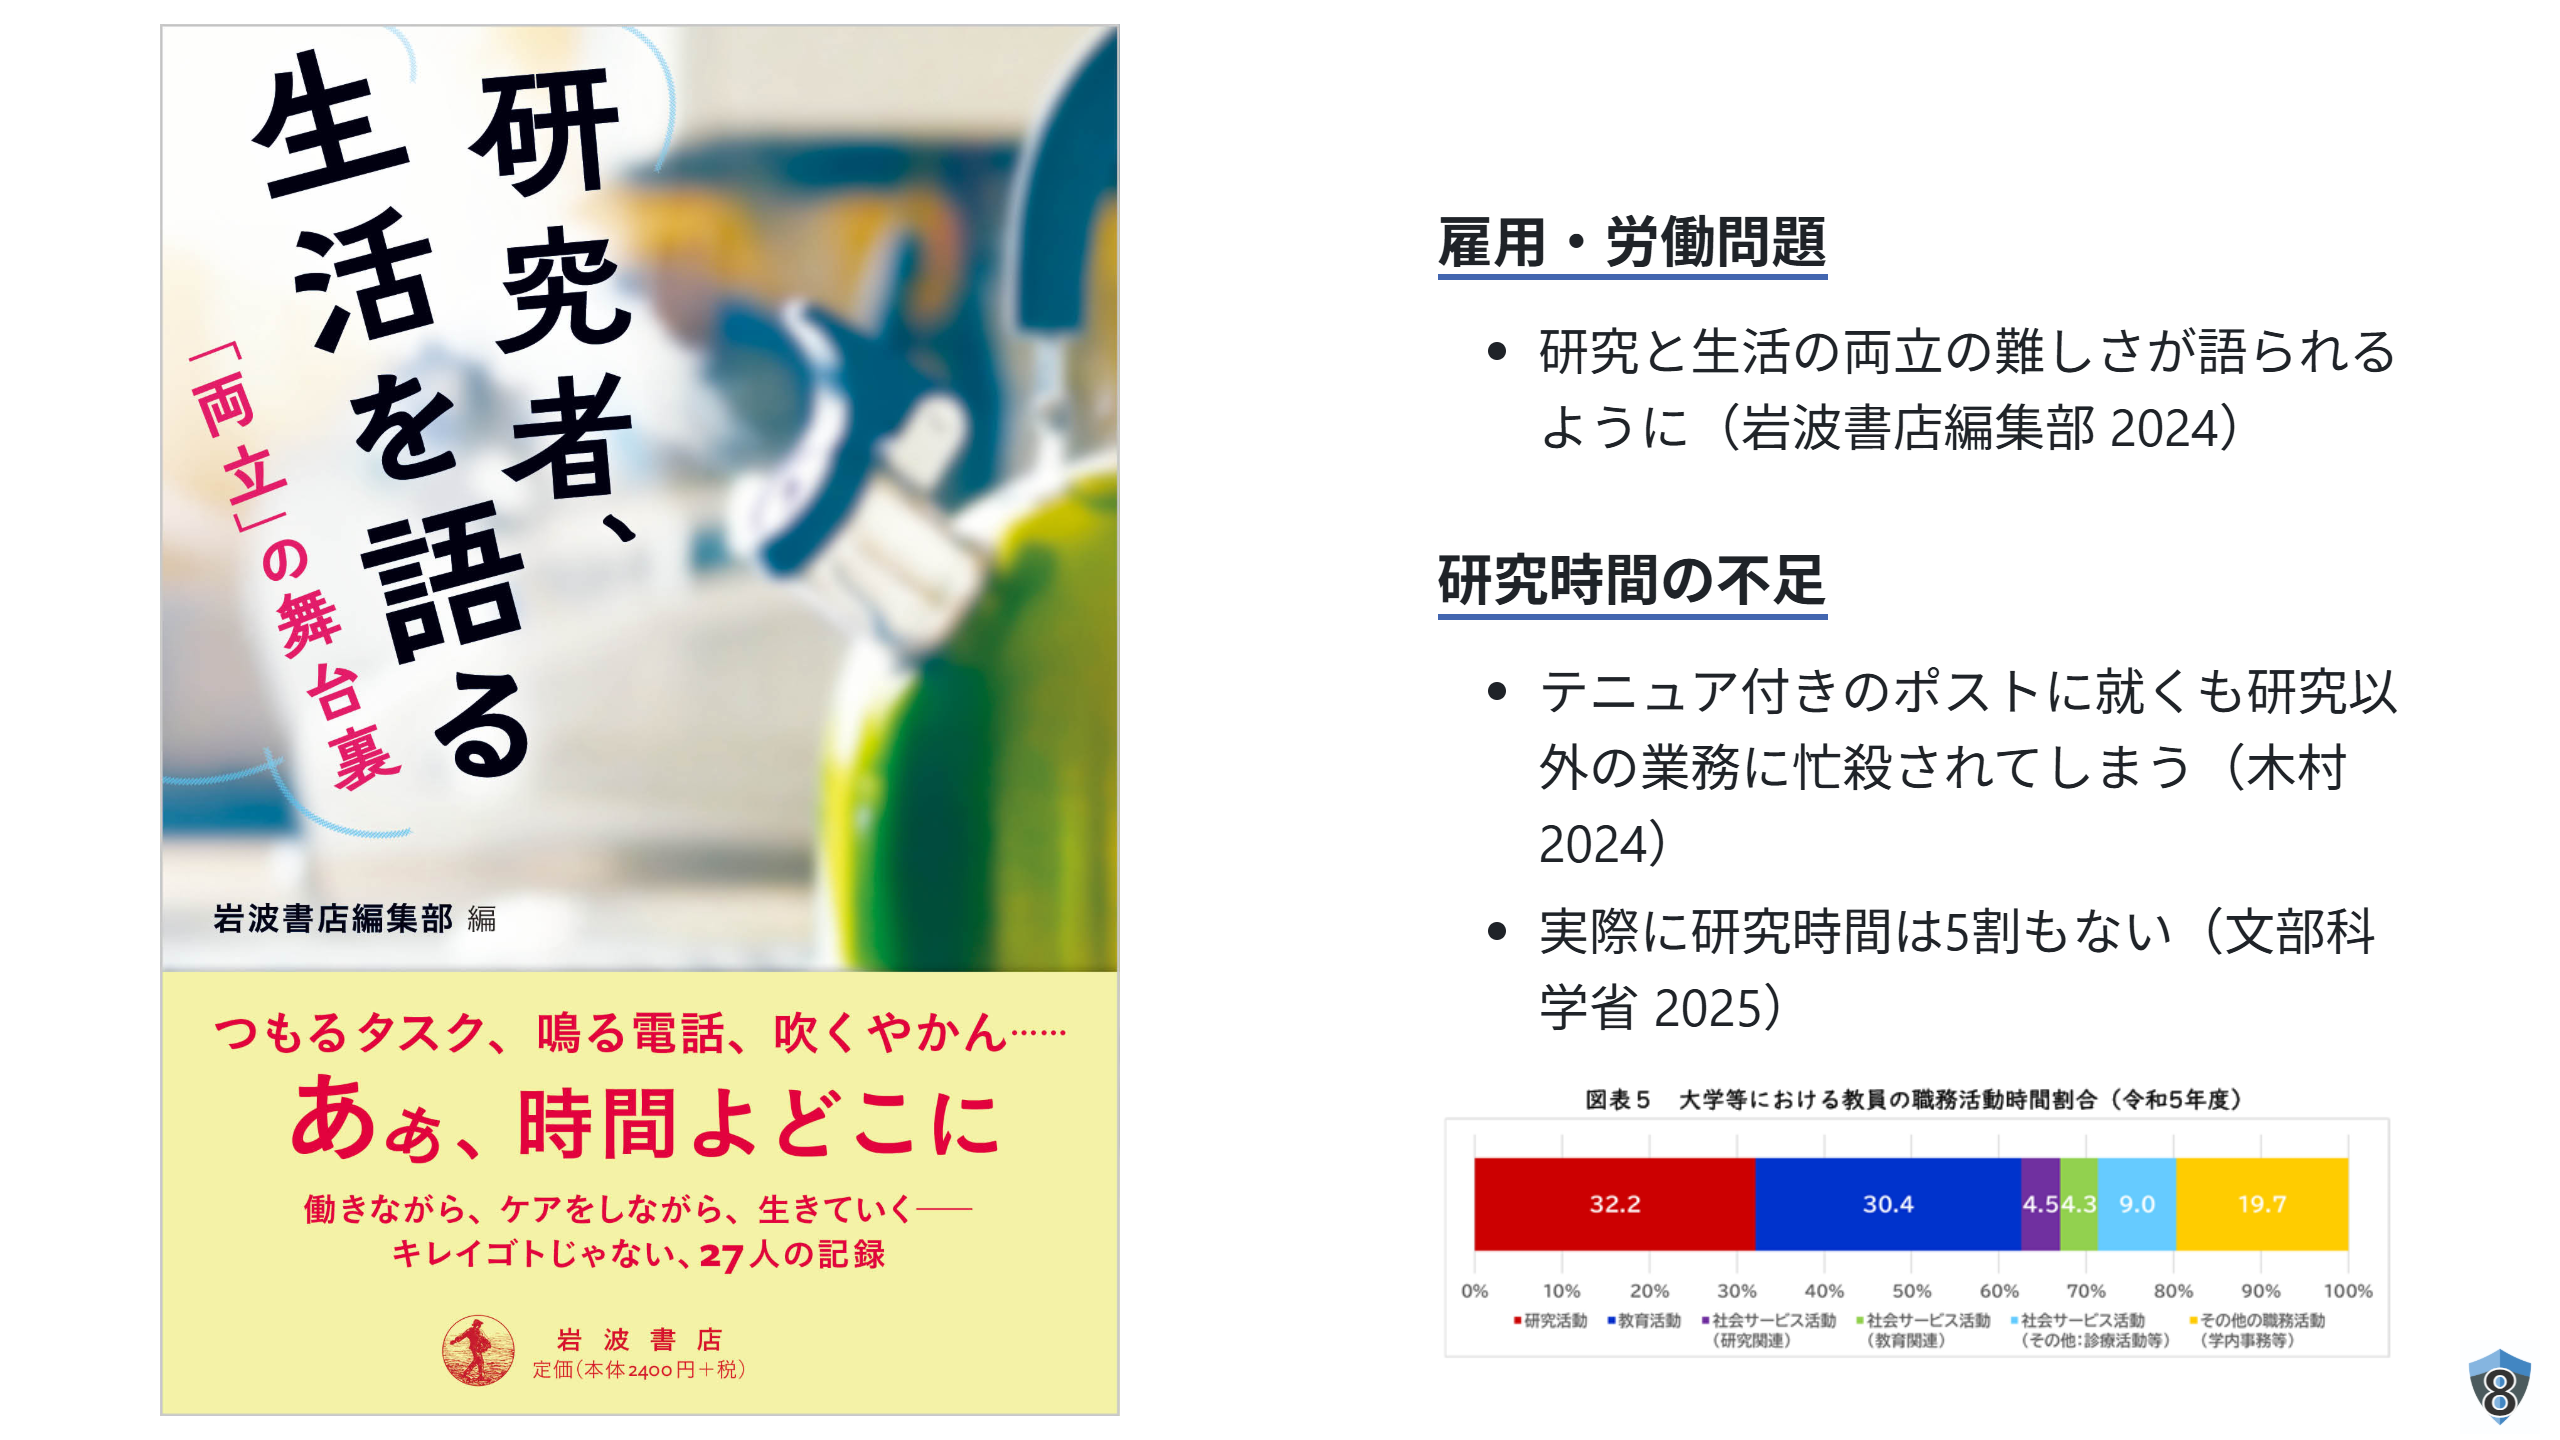 研究者、
生活を語る
「両立」の舞台裏
岩波書店編集部 編
つもるタスク、鳴る電話、吹くやかん……
あぁ、時間よどこに
働きながら、ケアをしながら、生きていく——
キレイゴトじゃない、27人の記録
岩波書店
定価(本体2400円＋税)
雇用・労働問題
• 研究と生活の両立の難しさが語られる
ように（岩波書店編集部 2024）
研究時間の不足
• テニュア付きのポストに就くも研究以
外の業務に忙殺されてしまう（木村
2024）
• 実際に研究時間は5割もない（文部科
学省 2025）
図表５　大学等における教員の職務活動時間割合（令和5年度）
32.2 30.4 4.5 4.3 9.0 19.7
0% 10% 20% 30% 40% 50% 60% 70% 80% 90% 100%
■研究活動 ■教育活動 ■社会サービス活動 ■社会サービス活動 ■社会サービス活動 ■その他の職務活動
（研究関連） （教育関連） （その他：診療活動等） （学内事務等）
8